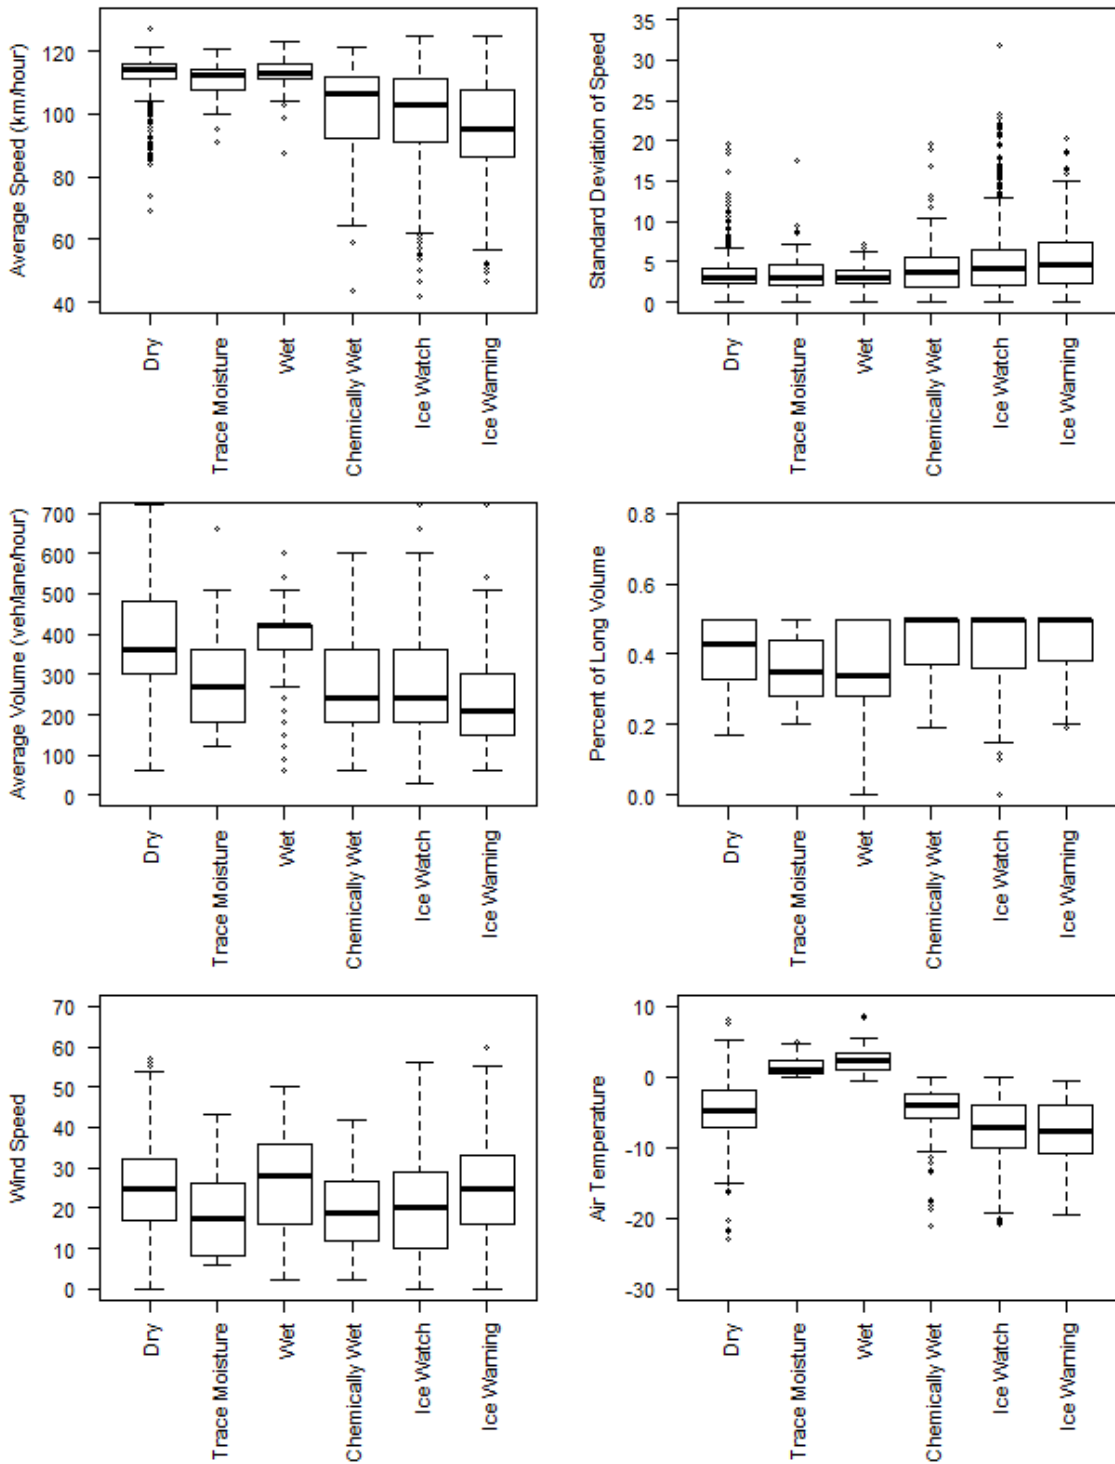 Average Speed (km/hour)
120
100
80
60
40
Dry
Trace Moisture
Wet
Chemically Wet
Ice Watch
Ice Warning
Standard Deviation of Speed
35
30
25
20
15
10
5
0
Dry
Trace Moisture
Wet
Chemically Wet
Ice Watch
Ice Warning
Average Volume (veh/lane/hour)
700
600
500
400
300
200
100
0
Dry
Trace Moisture
Wet
Chemically Wet
Ice Watch
Ice Warning
Percent of Long Volume
0.8
0.6
0.4
0.2
0.0
Dry
Trace Moisture
Wet
Chemically Wet
Ice Watch
Ice Warning
Wind Speed
70
60
50
40
30
20
10
0
Dry
Trace Moisture
Wet
Chemically Wet
Ice Watch
Ice Warning
Air Temperature
10
0
-10
-20
-30
Dry
Trace Moisture
Wet
Chemically Wet
Ice Watch
Ice Warning